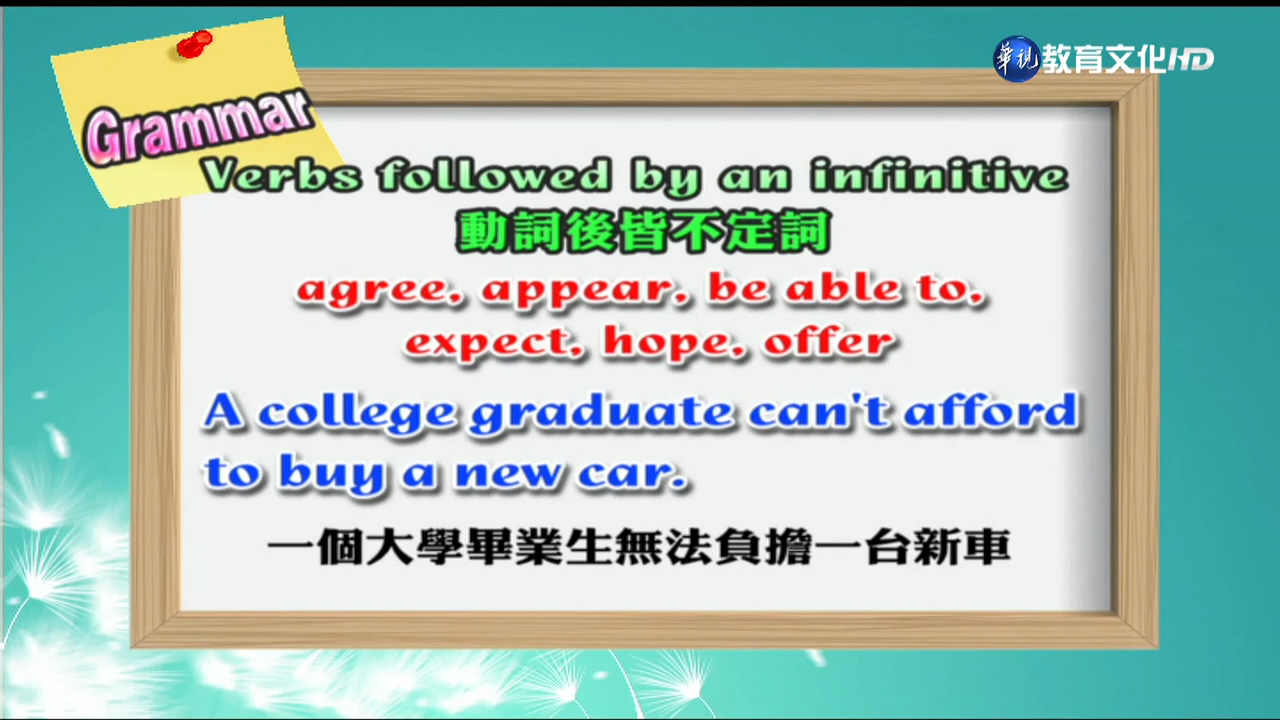 華視 教育文化HD
Grammar
Verbs followed by an infinitive
動詞後皆不定詞
agree, appear, be able to,
expect, hope, offer
A college graduate can't afford
to buy a new car.
一個大學畢業生無法負擔一台新車